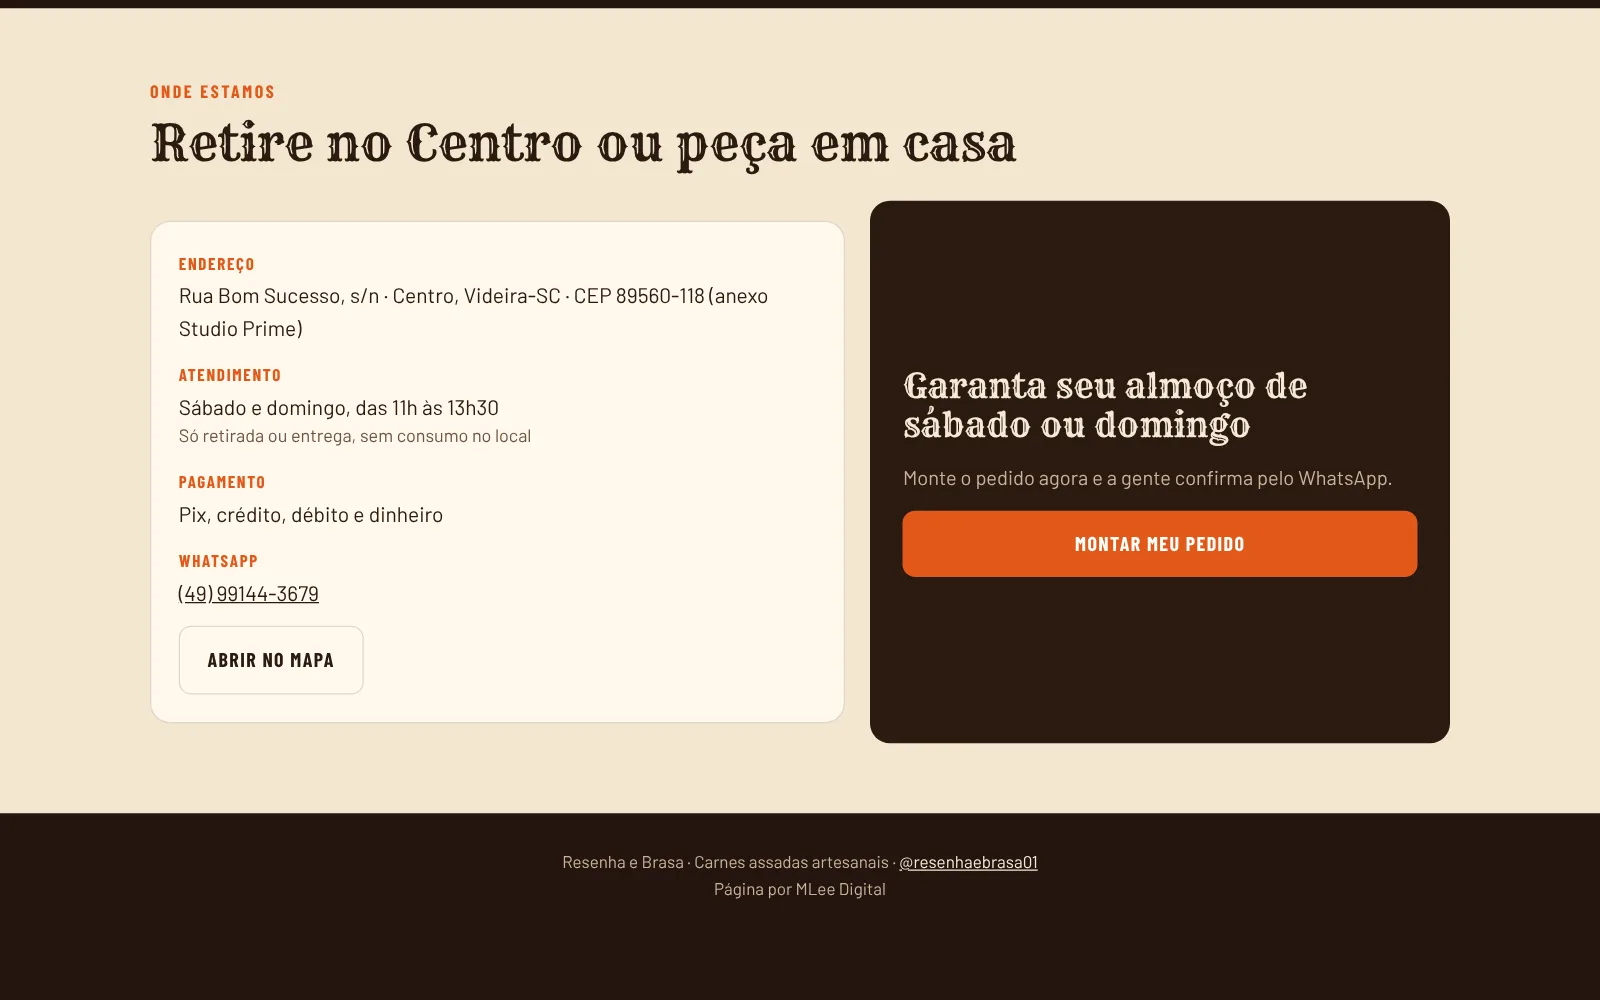 ONDE ESTAMOS
Retire no Centro ou peça em casa
ENDEREÇO
Rua Bom Sucesso, s/n · Centro, Videira-SC · CEP 89560-118 (anexo
Studio Prime)
ATENDIMENTO
Sábado e domingo, das 11h às 13h30
Só retirada ou entrega, sem consumo no local
PAGAMENTO
Pix, crédito, débito e dinheiro
WHATSAPP
(49) 99144-3679
ABRIR NO MAPA
Garanta seu almoço de
sábado ou domingo
Monte o pedido agora e a gente confirma pelo WhatsApp.
MONTAR MEU PEDIDO
Resenha e Brasa · Carnes assadas artesanais · @resenhaebrasa01
Página por MLee Digital